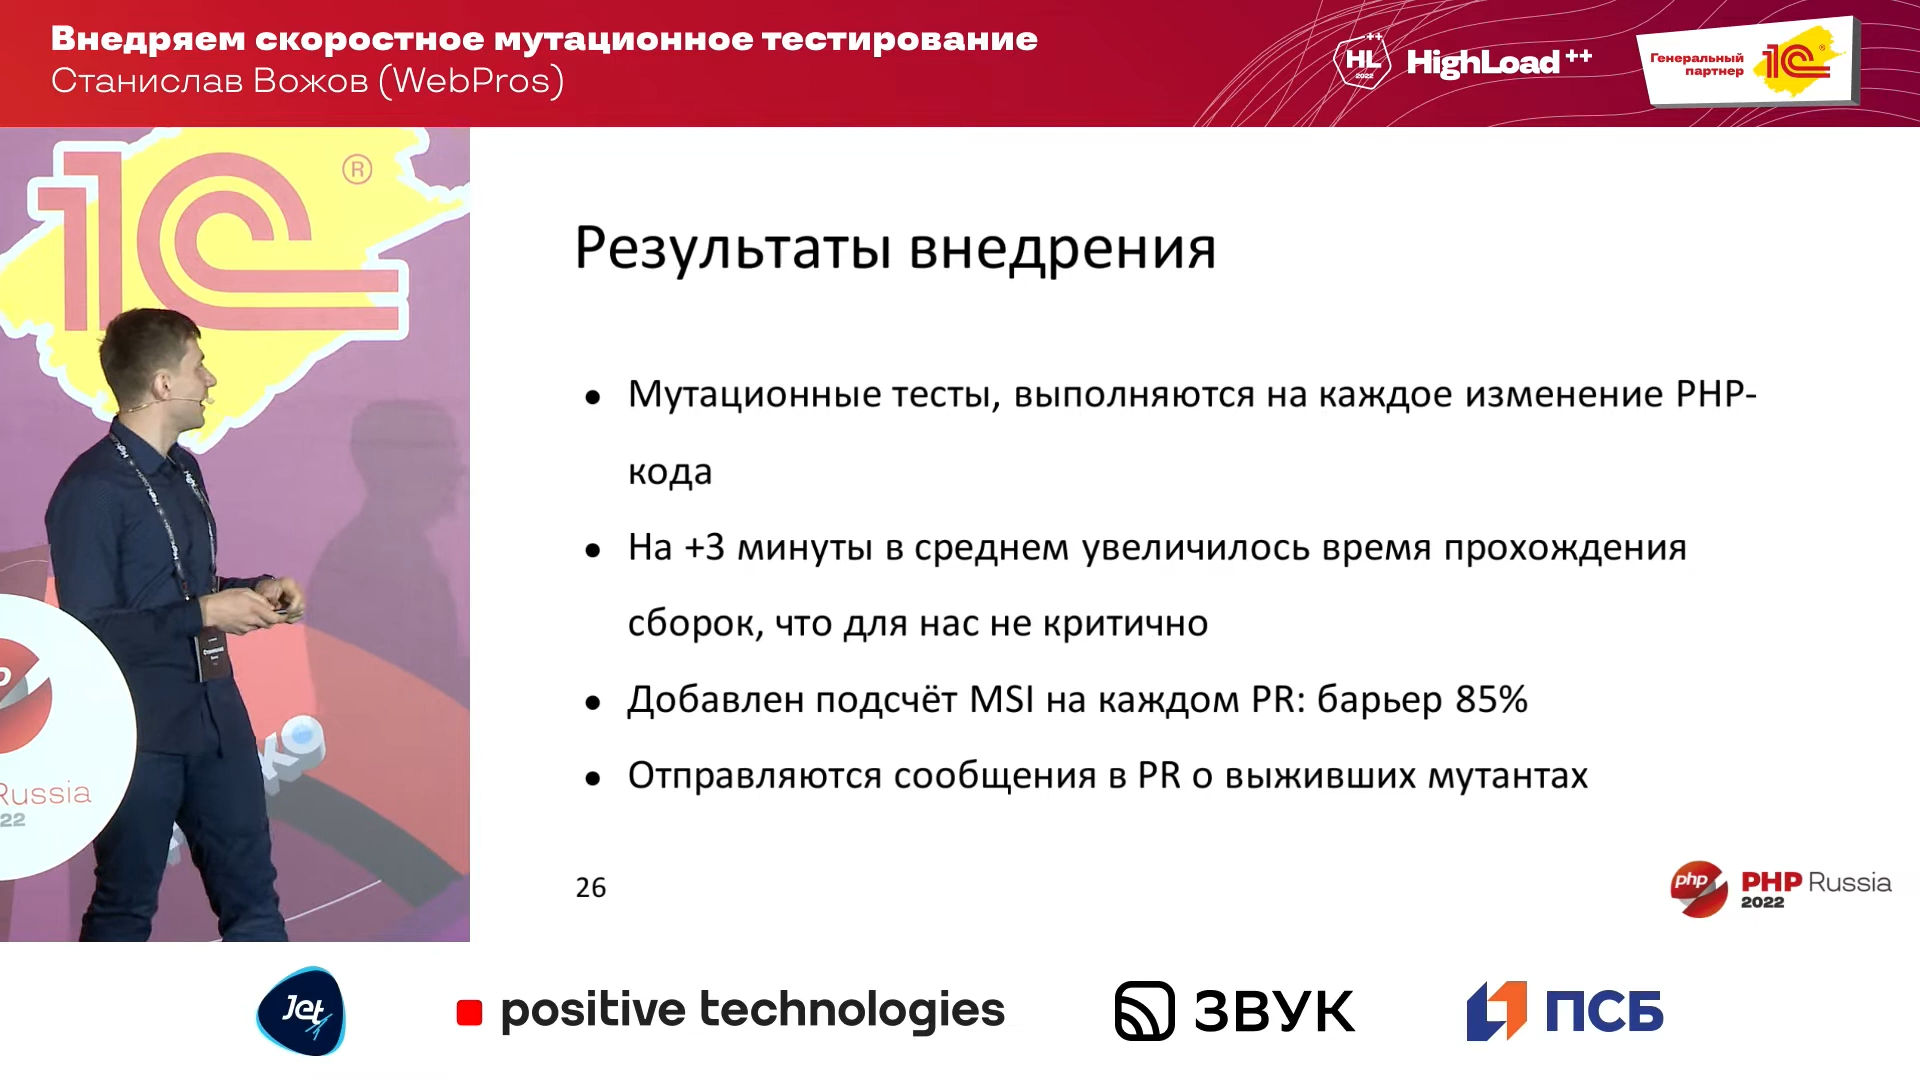 Внедряем скоростное мутационное тестирование
Станислав Вожов (WebPros)
HL++
2022
HighLoad++
Генеральный
партнер
1С®
1С®
Результаты внедрения
• Мутационные тесты, выполняются на каждое изменение PHP-
кода
• На +3 минуты в среднем увеличилось время прохождения
сборок, что для нас не критично
• Добавлен подсчёт MSI на каждом PR: барьер 85%
• Отправляются сообщения в PR о выживших мутантах
26
php
PHP Russia
2022
Russia
22
Jet
positive technologies
ЗВУК
ПСБ